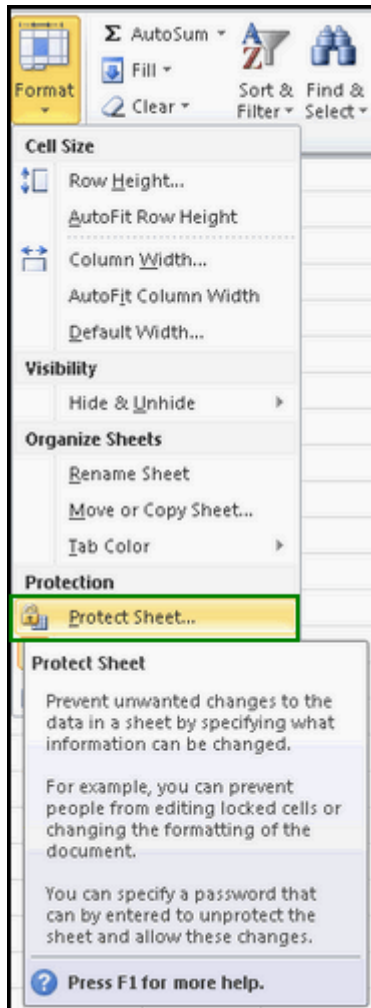 Σ AutoSum
Fill
Format
Clear
Sort & Filter
Find & Select
Cell Size
Row Height...
AutoFit Row Height
Column Width...
AutoFit Column Width
Default Width...
Visibility
Hide & Unhide
Organize Sheets
Rename Sheet
Move or Copy Sheet...
Tab Color
Protection
Protect Sheet...
Protect Sheet
Prevent unwanted changes to the
data in a sheet by specifying what
information can be changed.
For example, you can prevent
people from editing locked cells or
changing the formatting of the
document.
You can specify a password that
can by entered to unprotect the
sheet and allow these changes.
Press F1 for more help.